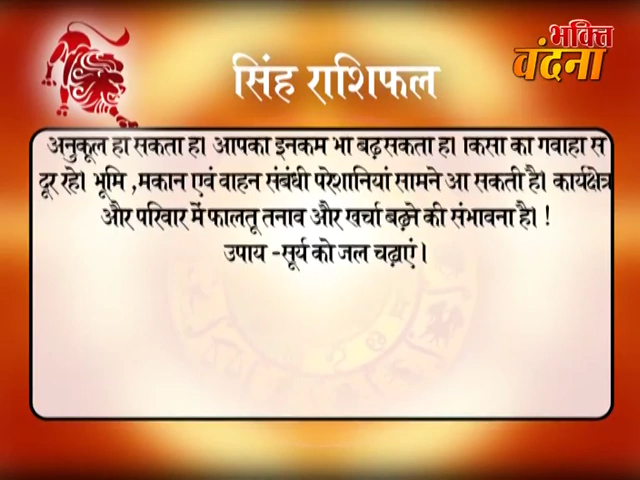 भक्ति
वंदना
सिंह राशिफल
अनुकूल हो सकता है। आपका इनकम भी बढ़ सकता है। किसी की गवाही से
दूर रहे। भूमि ,मकान एवं वाहन संबंधी परेशानियां सामने आ सकती है। कार्यक्षेत्र
और परिवार में फालतू तनाव और खर्चा बढ़ने की संभावना है। !
उपाय -सूर्य को जल चढ़ाएं।